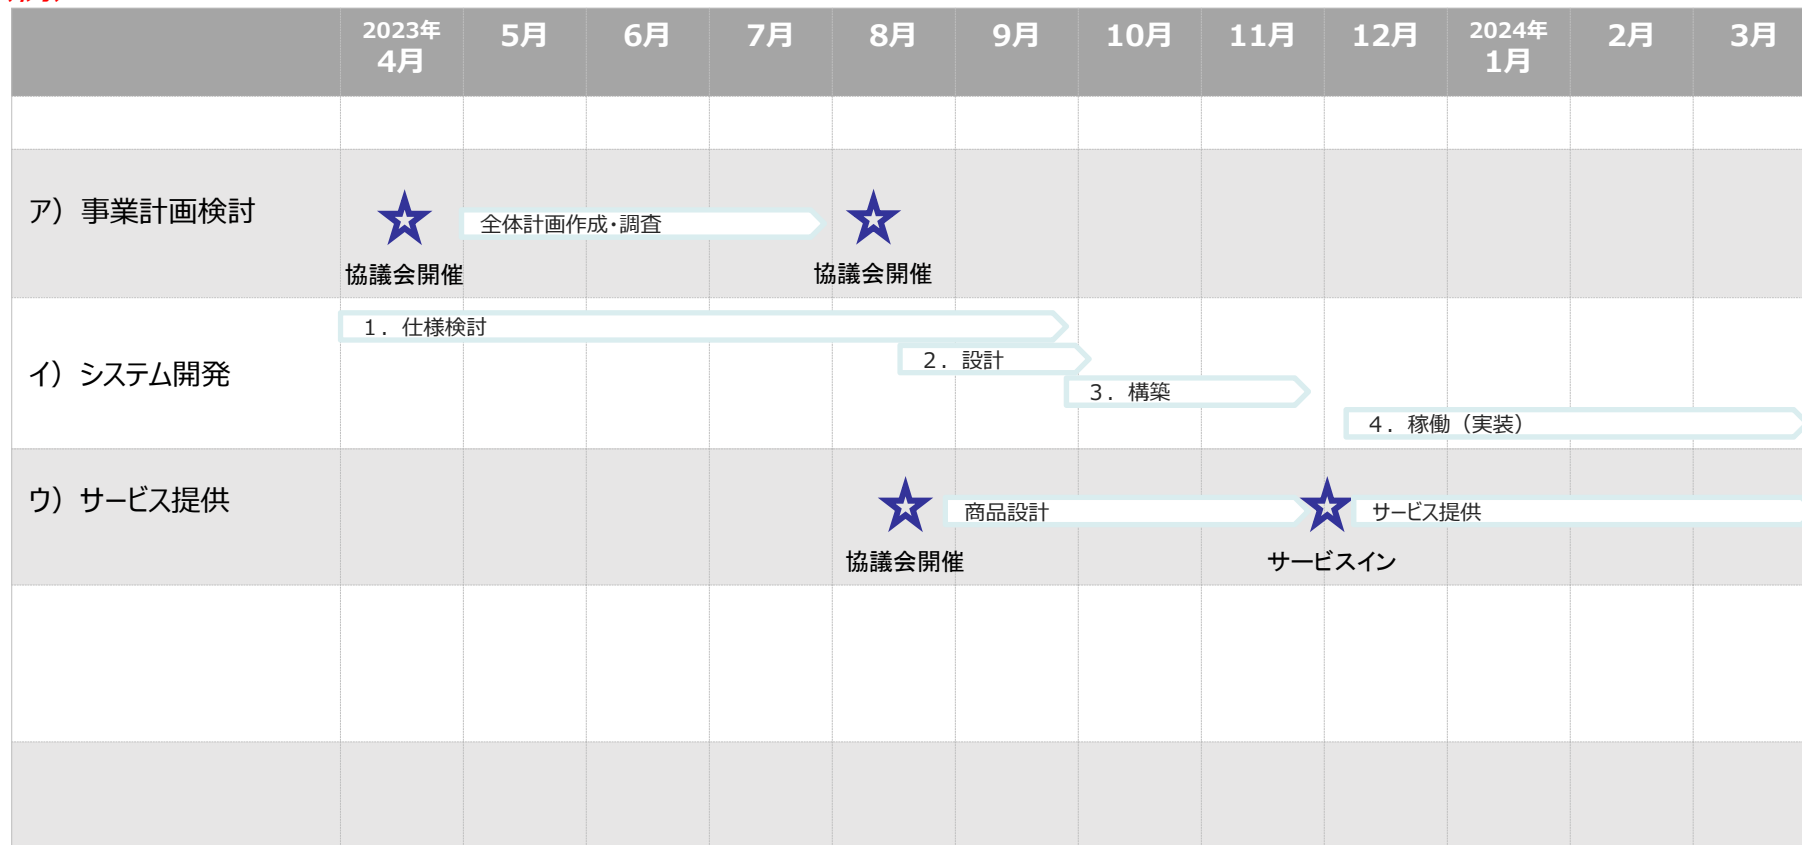 2023年
4月
5月
6月
7月
8月
9月
10月
11月
12月
2024年
1月
2月
3月
ア）事業計画検討
全体計画作成・調査
協議会開催
協議会開催
イ）システム開発
１．仕様検討
２．設計
３．構築
４．稼働（実装）
ウ）サービス提供
商品設計
サービス提供
協議会開催
サービスイン